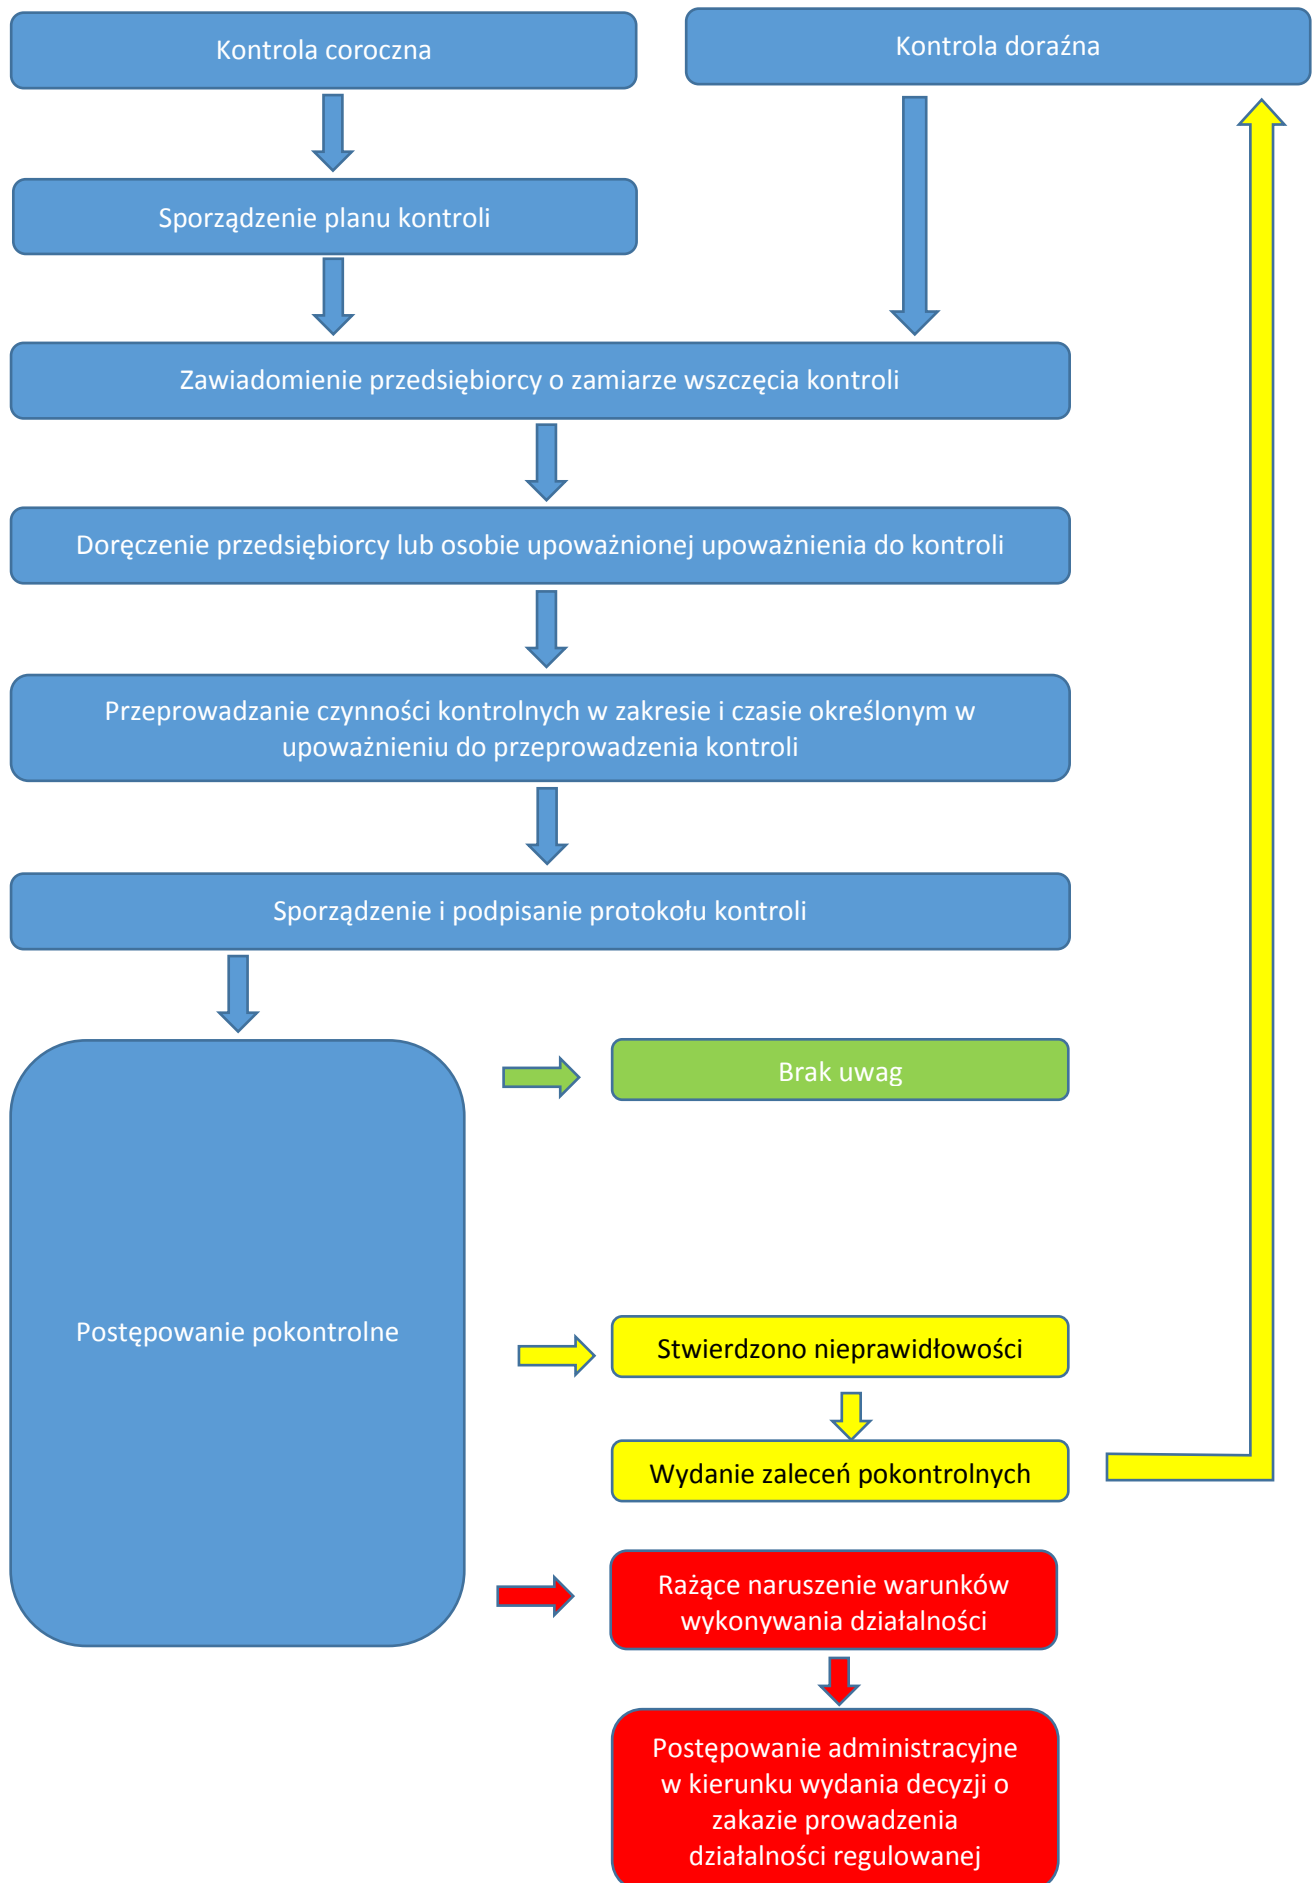 Kontrola coroczna
Kontrola doraźna
Sporządzenie planu kontroli
Zawiadomienie przedsiębiorcy o zamiarze wszczęcia kontroli
Doręczenie przedsiębiorcy lub osobie upoważnionej upoważnienia do kontroli
Przeprowadzanie czynności kontrolnych w zakresie i czasie określonym w
upoważnieniu do przeprowadzenia kontroli
Sporządzenie i podpisanie protokołu kontroli
Brak uwag
Postępowanie pokontrolne
Stwierdzono nieprawidłowości
Wydanie zaleceń pokontrolnych
Rażące naruszenie warunków
wykonywania działalności
Postępowanie administracyjne
w kierunku wydania decyzji o
zakazie prowadzenia
działalności regulowanej